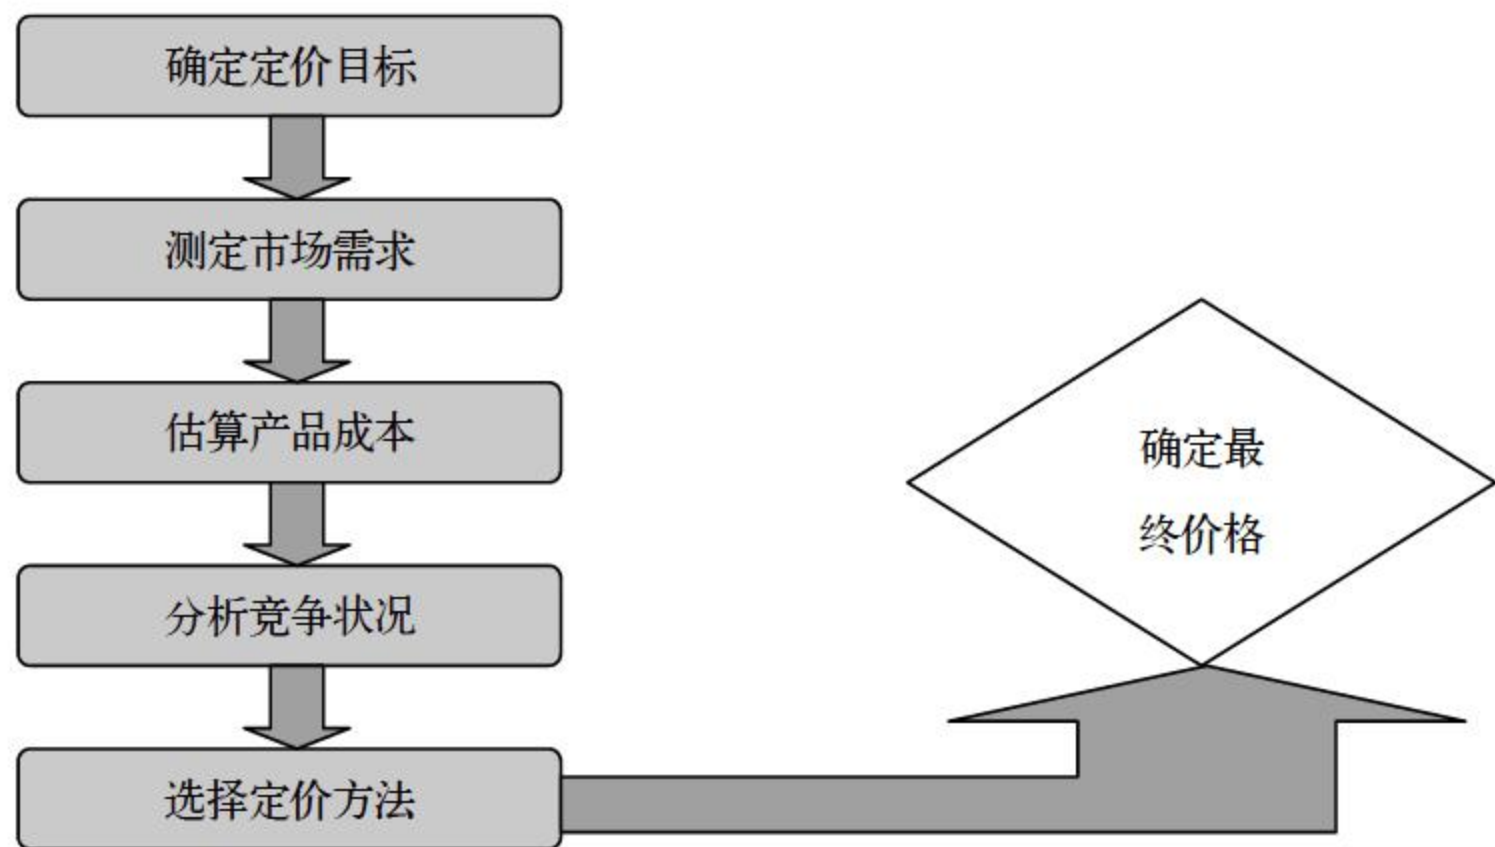 确定定价目标
测定市场需求
估算产品成本
分析竞争状况
选择定价方法
确定最
终价格